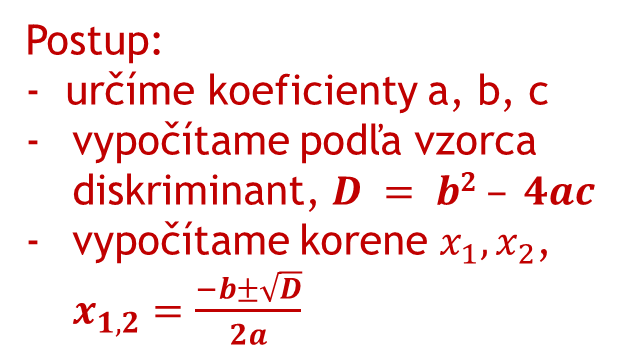 Postup:
- určíme koeficienty a, b, c
- vypočítame podľa vzorca
diskriminant, D = b² – 4ac
- vypočítame korene x₁, x₂,
x₁,₂ = (-b±√D)/2a